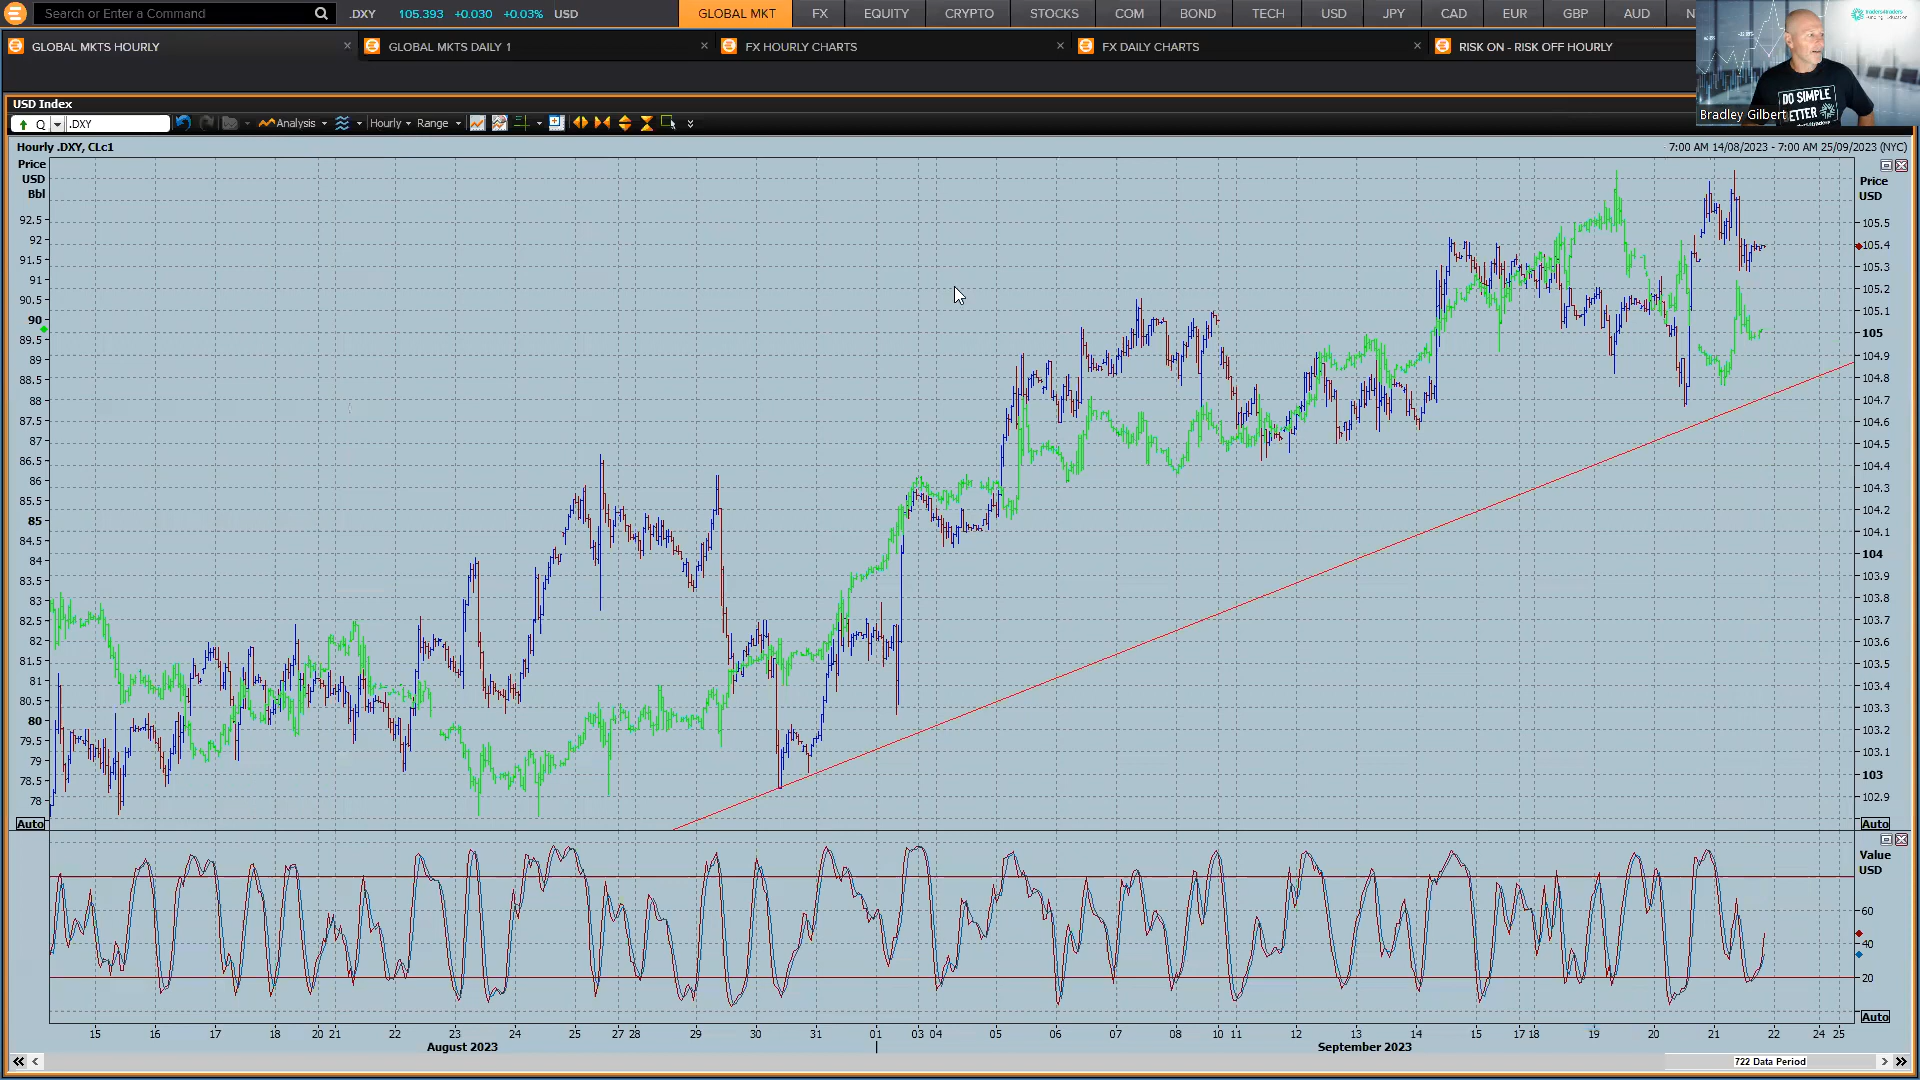 Search or Enter a Command .DXY 105.393 +0.030 +0.03% USD GLOBAL MKT FX EQUITY CRYPTO STOCKS COM BOND TECH USD JPY CAD EUR GBP AUD N
GLOBAL MKTS HOURLY × GLOBAL MKTS DAILY 1 × FX HOURLY CHARTS × FX DAILY CHARTS × RISK ON - RISK OFF HOURLY
DO SIMPLE
BETTER
Bradley Gilbert
USD Index
Q .DXY Analysis Hourly Range
Hourly .DXY, CLc1 7:00 AM 14/08/2023 - 7:00 AM 25/09/2023 (NYC)
Price
USD
Bbl
92.5
92
91.5
91
90.5
90
89.5
89
88.5
88
87.5
87
86.5
86
85.5
85
84.5
84
83.5
83
82.5
82
81.5
81
80.5
80
79.5
79
78.5
78
Auto
Price
USD
105.5
105.4
105.3
105.2
105.1
105
104.9
104.8
104.7
104.6
104.5
104.4
104.3
104.2
104.1
104
103.9
103.8
103.7
103.6
103.5
103.4
103.3
103.2
103.1
103
102.9
Auto
Value
USD
60
40
20
Auto
15 16 17 20 21 22 23 24 25 27 28 29 30 31 01 03 04 05 06 07 08 10 11 12 13 14 15 17 18 19 20 21 22 24 25
August 2023 September 2023
722 Data Period